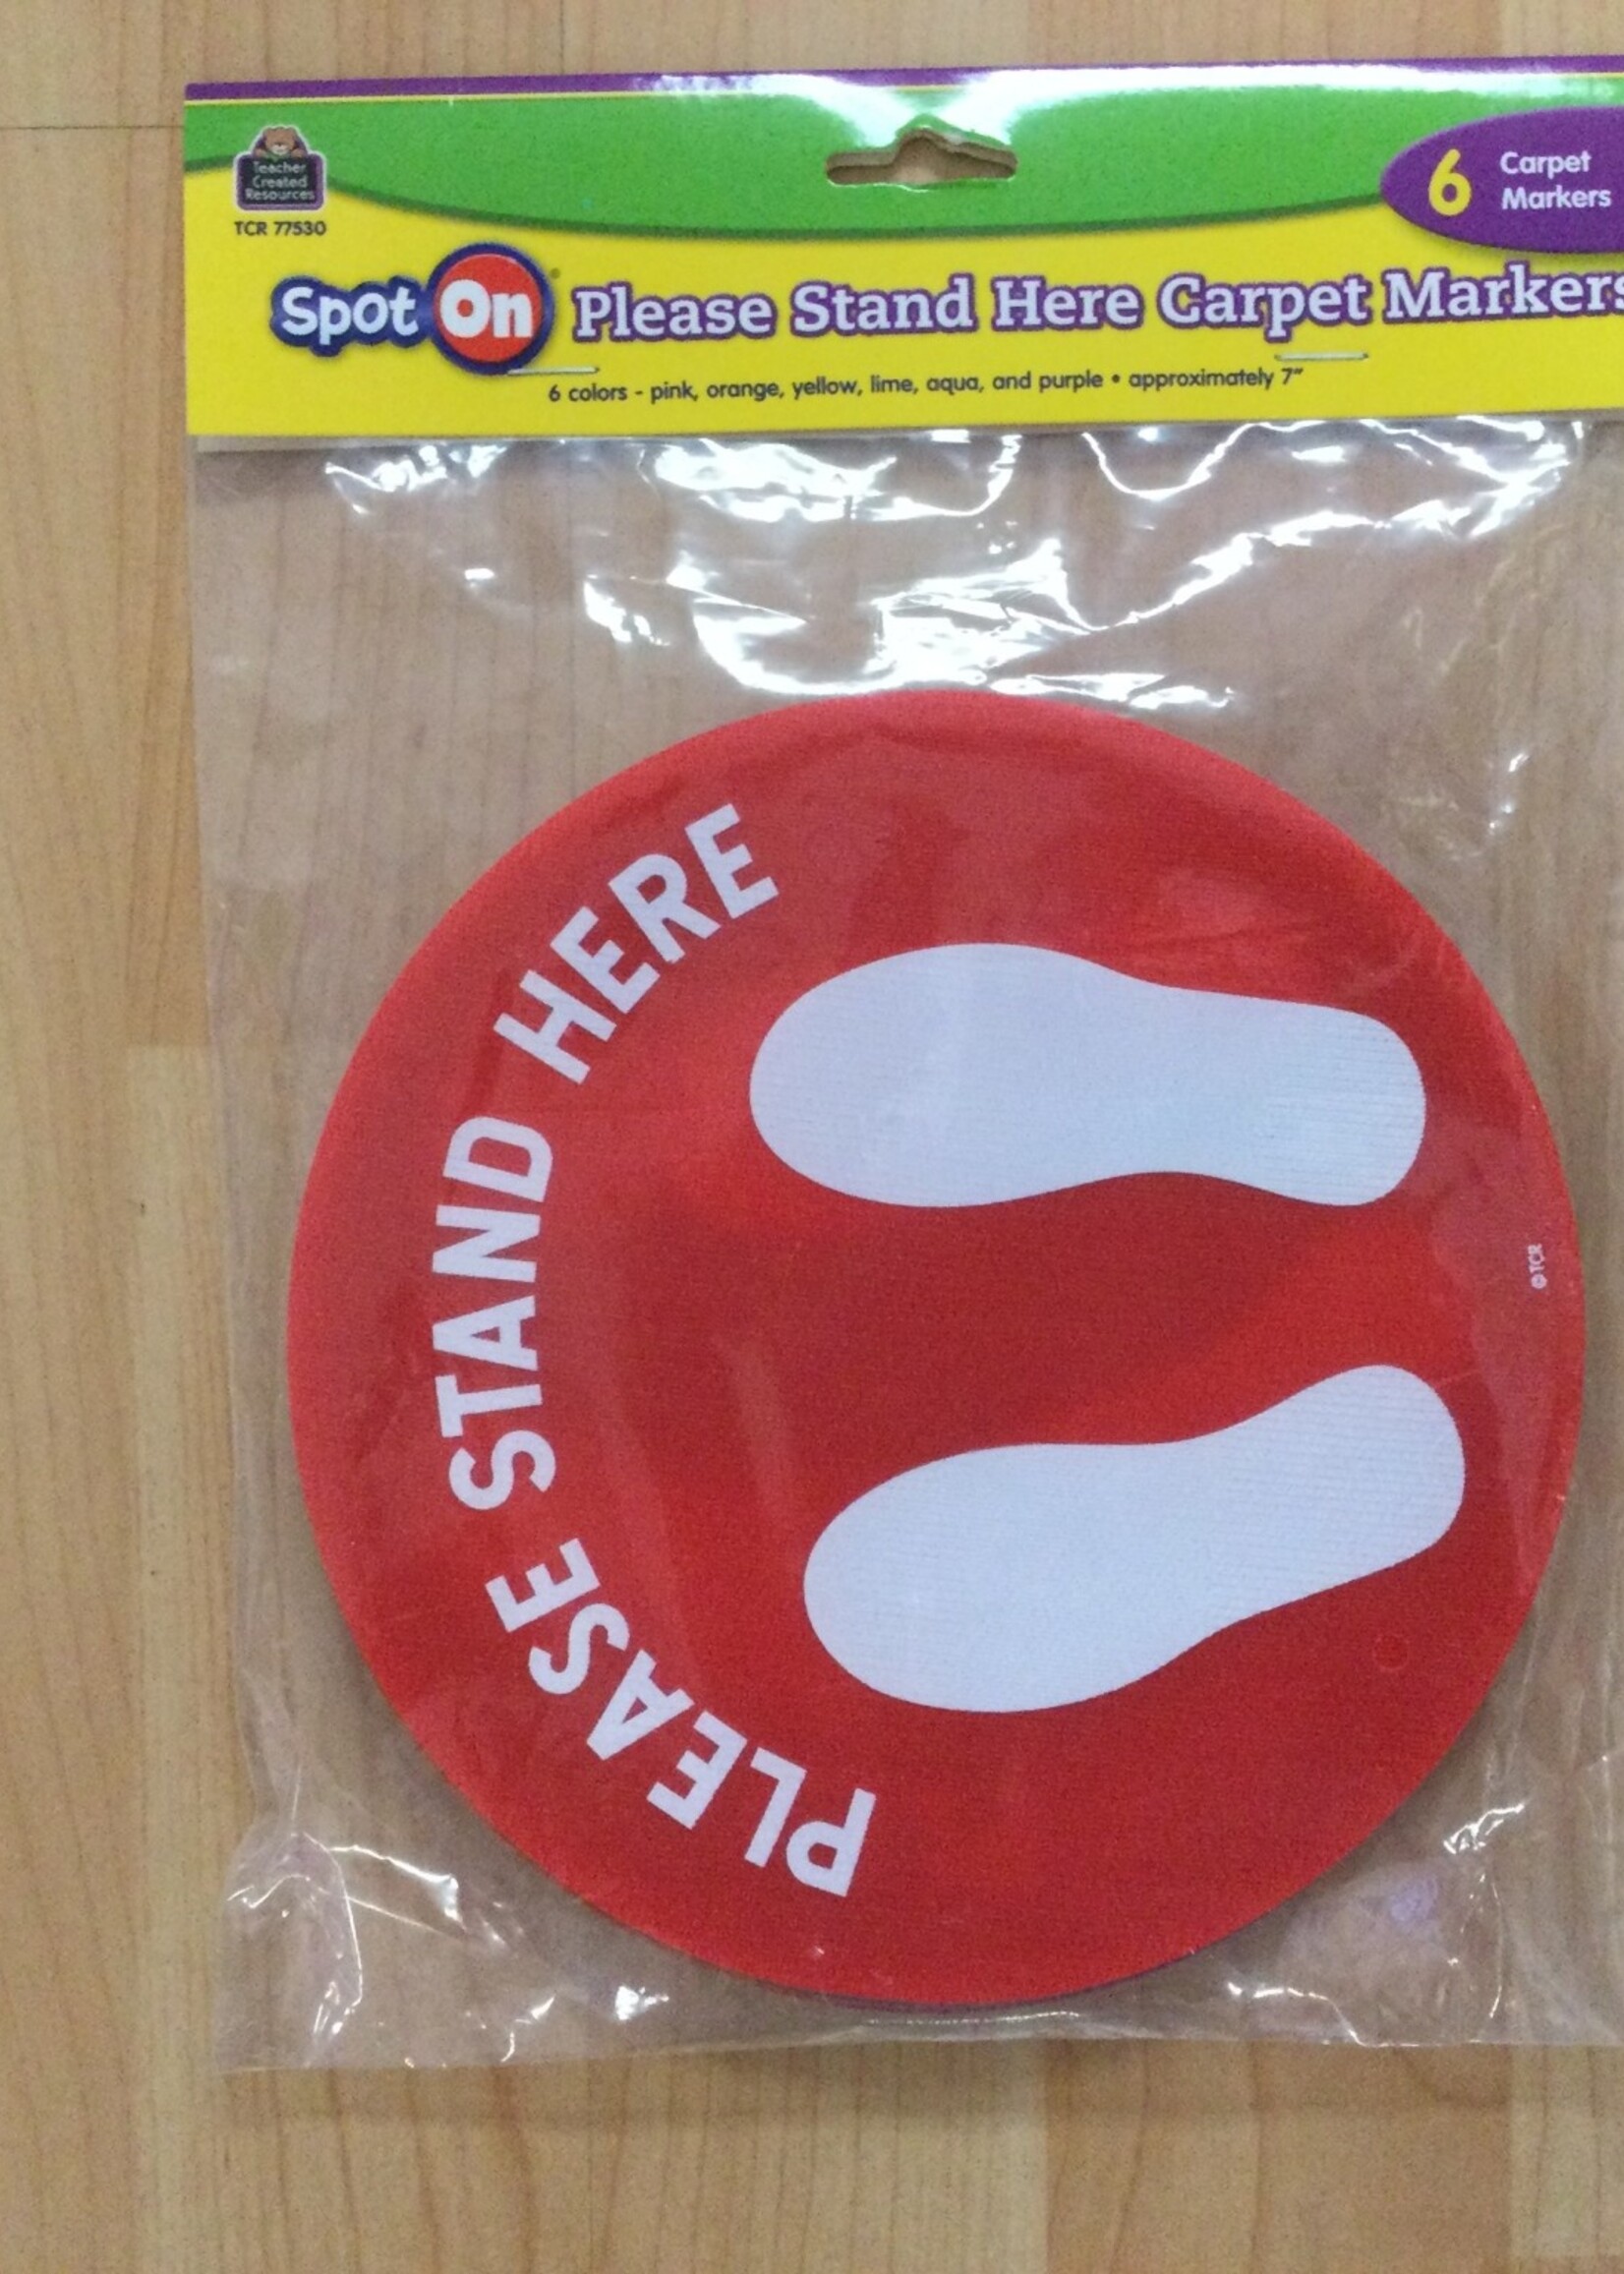 Teacher
Created
Resources
TCR 77530
6 Carpet
Markers
Spot On® Please Stand Here Carpet Markers
6 colors - pink, orange, yellow, lime, aqua, and purple • approximately 7"
PLEASE STAND HERE
©TCR